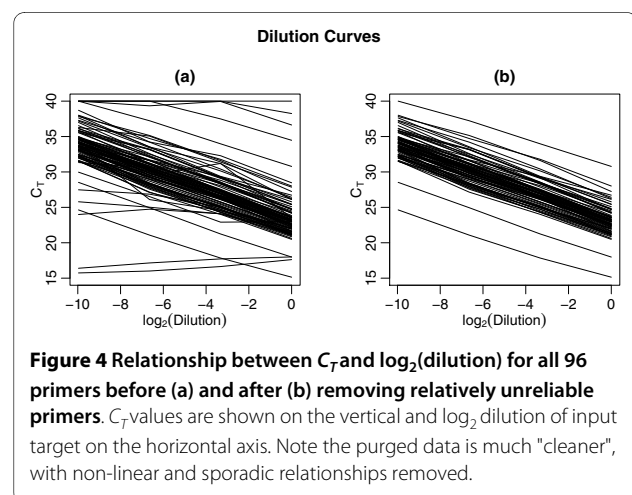 Dilution Curves
(a) (b)
40
35
30
25
20
15
C_T
−10 −8 −6 −4 −2 0
log₂(Dilution)
40
35
30
25
20
15
C_T
−10 −8 −6 −4 −2 0
log₂(Dilution)
Figure 4 Relationship between C_T and log₂(dilution) for all 96
primers before (a) and after (b) removing relatively unreliable
primers. C_T values are shown on the vertical and log₂ dilution of input
target on the horizontal axis. Note the purged data is much "cleaner",
with non-linear and sporadic relationships removed.